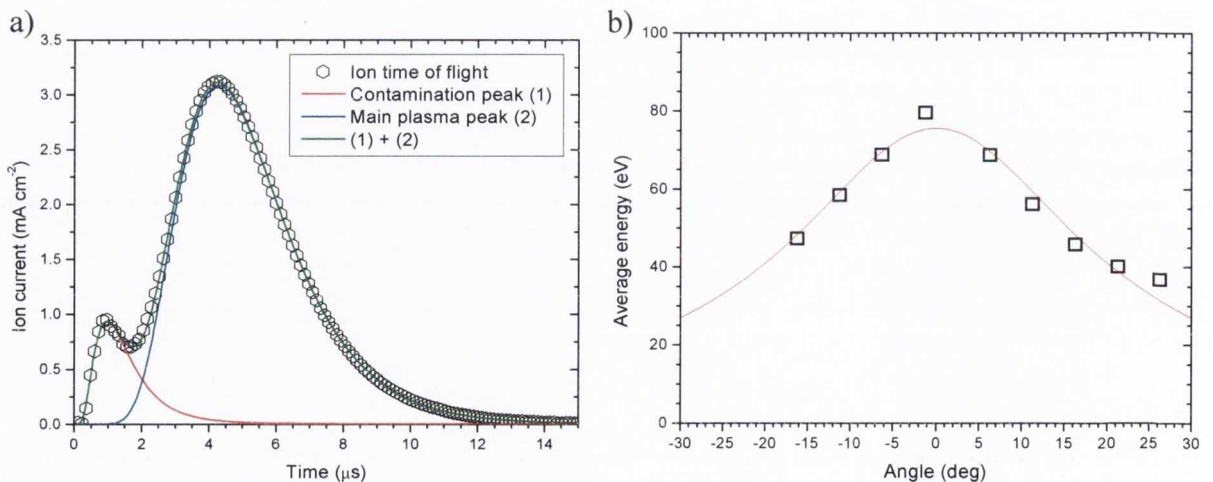 a)
3.5
3.0
2.5
2.0
1.5
1.0
0.5
0.0
Ion current (mA cm-2)
Ion time of flight
Contamination peak (1)
Main plasma peak (2)
(1) + (2)
0 2 4 6 8 10 12 14
Time (μs)
b)
100
80
60
40
20
0
Average energy (eV)
-30 -25 -20 -15 -10 -5 0 5 10 15 20 25 30
Angle (deg)